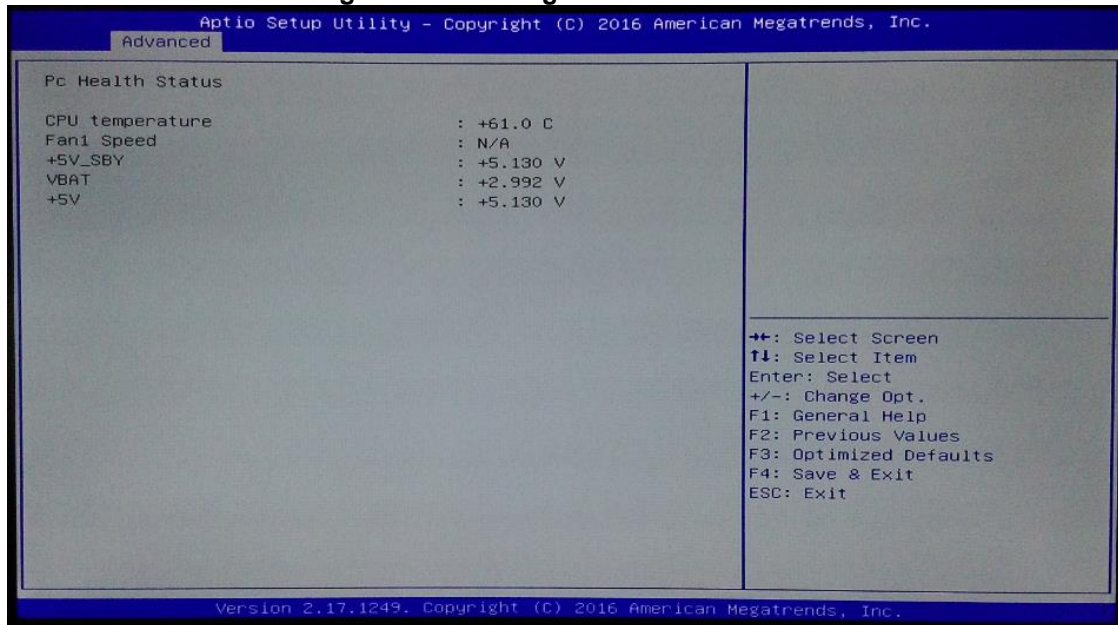 Aptio Setup Utility – Copyright (C) 2016 American Megatrends, Inc.
Advanced
Pc Health Status
CPU temperature : +61.0 C
Fan1 Speed : N/A
+5V_SBY : +5.130 V
VBAT : +2.992 V
+5V : +5.130 V
→←: Select Screen
↑↓: Select Item
Enter: Select
+/-: Change Opt.
F1: General Help
F2: Previous Values
F3: Optimized Defaults
F4: Save & Exit
ESC: Exit
Version 2.17.1249. Copyright (C) 2016 American Megatrends, Inc.